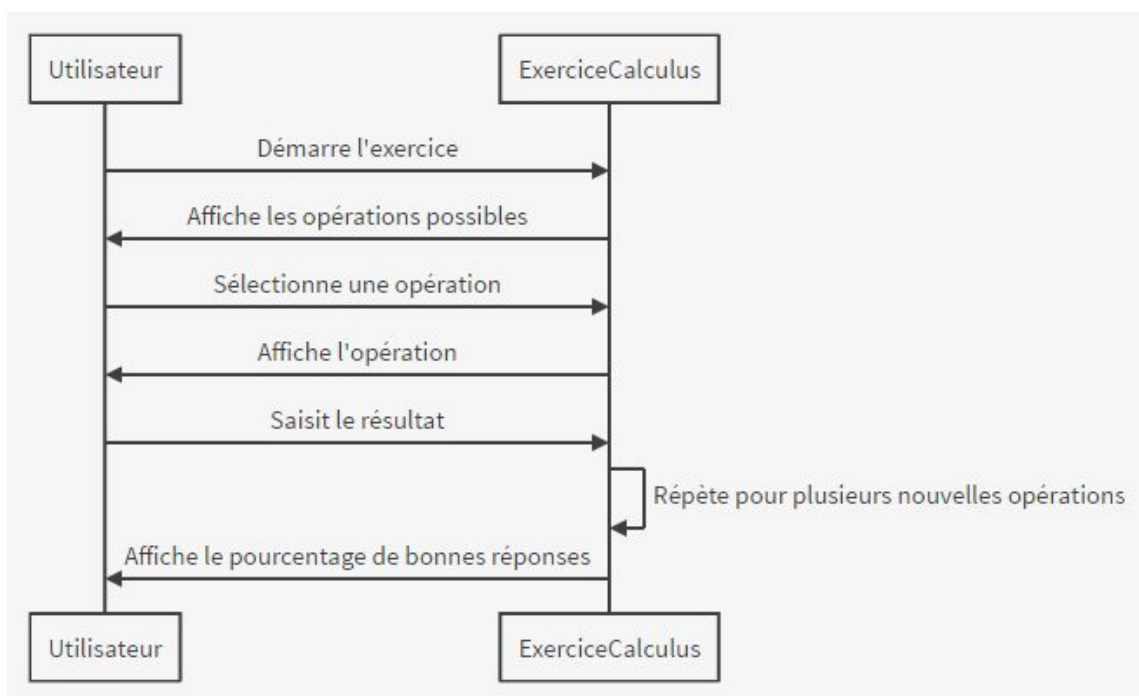 Utilisateur
ExerciceCalculus
Démarre l'exercice
Affiche les opérations possibles
Sélectionne une opération
Affiche l'opération
Saisit le résultat
Répète pour plusieurs nouvelles opérations
Affiche le pourcentage de bonnes réponses
Utilisateur
ExerciceCalculus